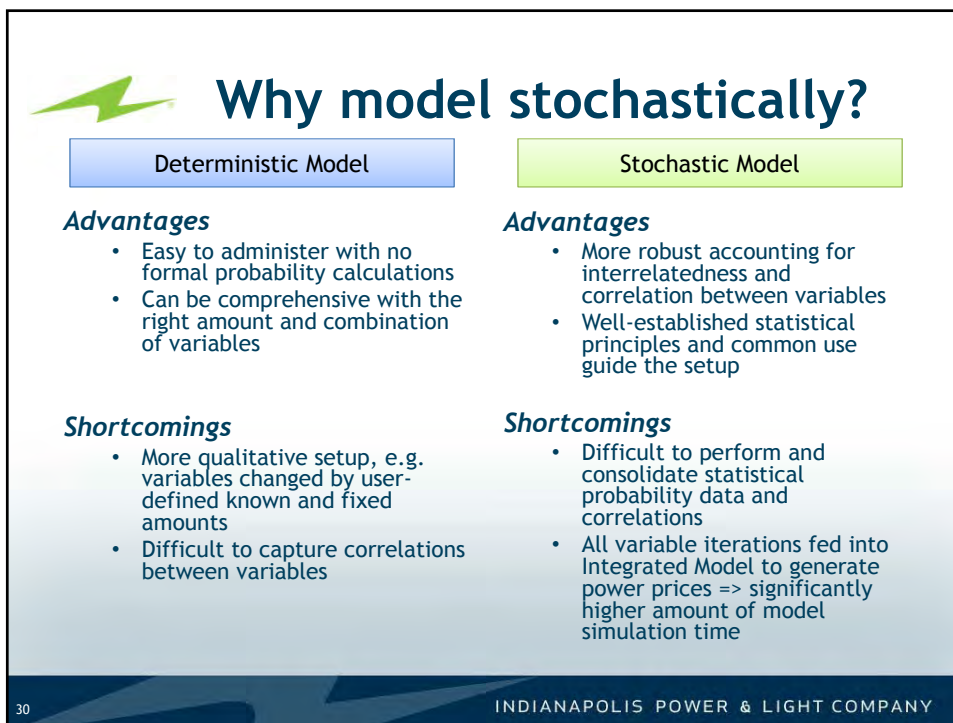 Why model stochastically?
Deterministic Model
Advantages
• Easy to administer with no
formal probability calculations
• Can be comprehensive with the
right amount and combination
of variables
Shortcomings
• More qualitative setup, e.g.
variables changed by user-
defined known and fixed
amounts
• Difficult to capture correlations
between variables
Stochastic Model
Advantages
• More robust accounting for
interrelatedness and
correlation between variables
• Well-established statistical
principles and common use
guide the setup
Shortcomings
• Difficult to perform and
consolidate statistical
probability data and
correlations
• All variable iterations fed into
Integrated Model to generate
power prices => significantly
higher amount of model
simulation time
30
INDIANAPOLIS POWER & LIGHT COMPANY